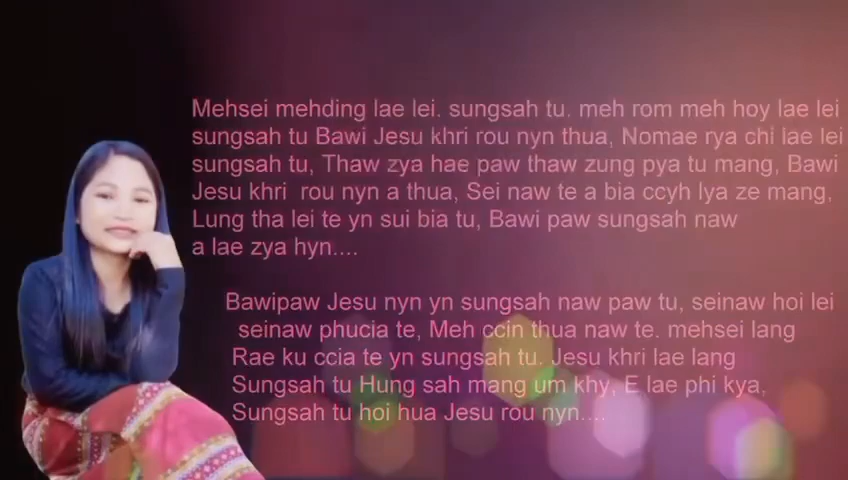 Mehsei mehding lae lei. sungsah tu. meh rom meh hoy lae lei
sungsah tu Bawi Jesu khri rou nyn thua, Nomae rya chi lae lei
sungsah tu, Thaw zya hae paw thaw zung pya tu mang, Bawi
Jesu khri rou nyn a thua, Sei naw te a bia ccyh lya ze mang,
Lung tha lei te yn sui bia tu, Bawi paw sungsah naw
a lae zya hyn....
Bawipaw Jesu nyn yn sungsah naw paw tu, seinaw hoi lei
seinaw phucia te, Meh ccin thua naw te. mehsei lang
Rae ku ccia te yn sungsah tu. Jesu khri lae lang
Sungsah tu Hung sah mang um khy, E lae phi kya,
Sungsah tu hoi hua Jesu rou nyn....